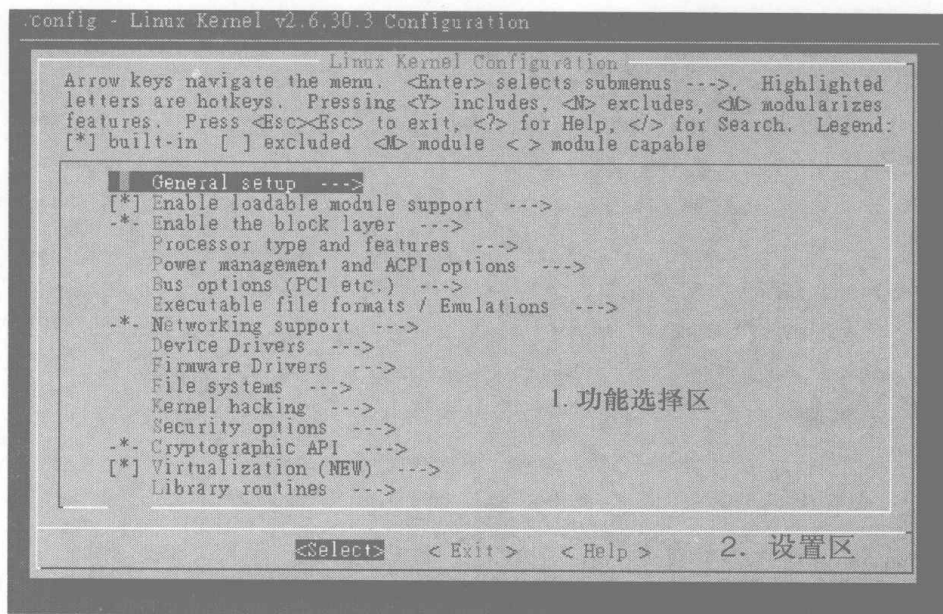 .config - Linux Kernel v2.6.30.3 Configuration
Linux Kernel Configuration
Arrow keys navigate the menu. <Enter> selects submenus --->. Highlighted
letters are hotkeys. Pressing <Y> includes, <N> excludes, <M> modularizes
features. Press <Esc><Esc> to exit, <?> for Help, </> for Search. Legend:
[*] built-in [ ] excluded <M> module < > module capable
General setup --->
[*] Enable loadable module support --->
-*- Enable the block layer --->
Processor type and features --->
Power management and ACPI options --->
Bus options (PCI etc.) --->
Executable file formats / Emulations --->
-*- Networking support --->
Device Drivers --->
Firmware Drivers --->
File systems --->
1.功能选择区
Kernel hacking --->
Security options --->
-*- Cryptographic API --->
[*] Virtualization (NEW) --->
Library routines --->
<Select> < Exit > < Help > 2. 设置区